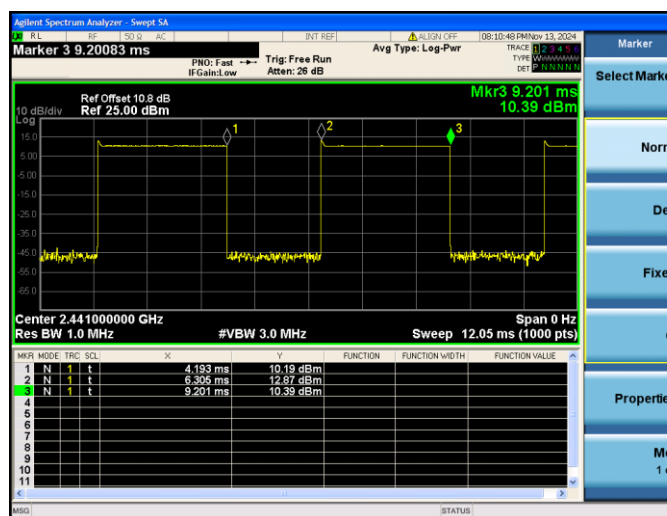 Agilent Spectrum Analyzer - Swept SA
LXI RL RF 50 Ω AC INT REF ALIGN OFF 08:10:48 PM Nov 13, 2024
Marker 3 9.20083 ms
PNO: Fast
IFGain:Low
Trig: Free Run
Atten: 26 dB
Avg Type: Log-Pwr
TRACE 1 2 3 4 5 6
TYPE
DET P N N N N N
Marker
Select Marke
Norm
De
Fixe
Propertie
Mo
1 o
Ref Offset 10.8 dB
10 dB/div Ref 25.00 dBm
Log
Mkr3 9.201 ms
10.39 dBm
1
2
3
15.0
5.00
-5.00
-15.0
-25.0
-35.0
-45.0
-55.0
-65.0
Center 2.441000000 GHz Span 0 Hz
Res BW 1.0 MHz #VBW 3.0 MHz Sweep 12.05 ms (1000 pts)
MKR MODE TRC SCL X Y FUNCTION FUNCTION WIDTH FUNCTION VALUE
1 N 1 t 4.193 ms 10.19 dBm
2 N 1 t 6.305 ms 12.87 dBm
3 N 1 t 9.201 ms 10.39 dBm
4
5
6
7
8
9
10
11
MSG STATUS